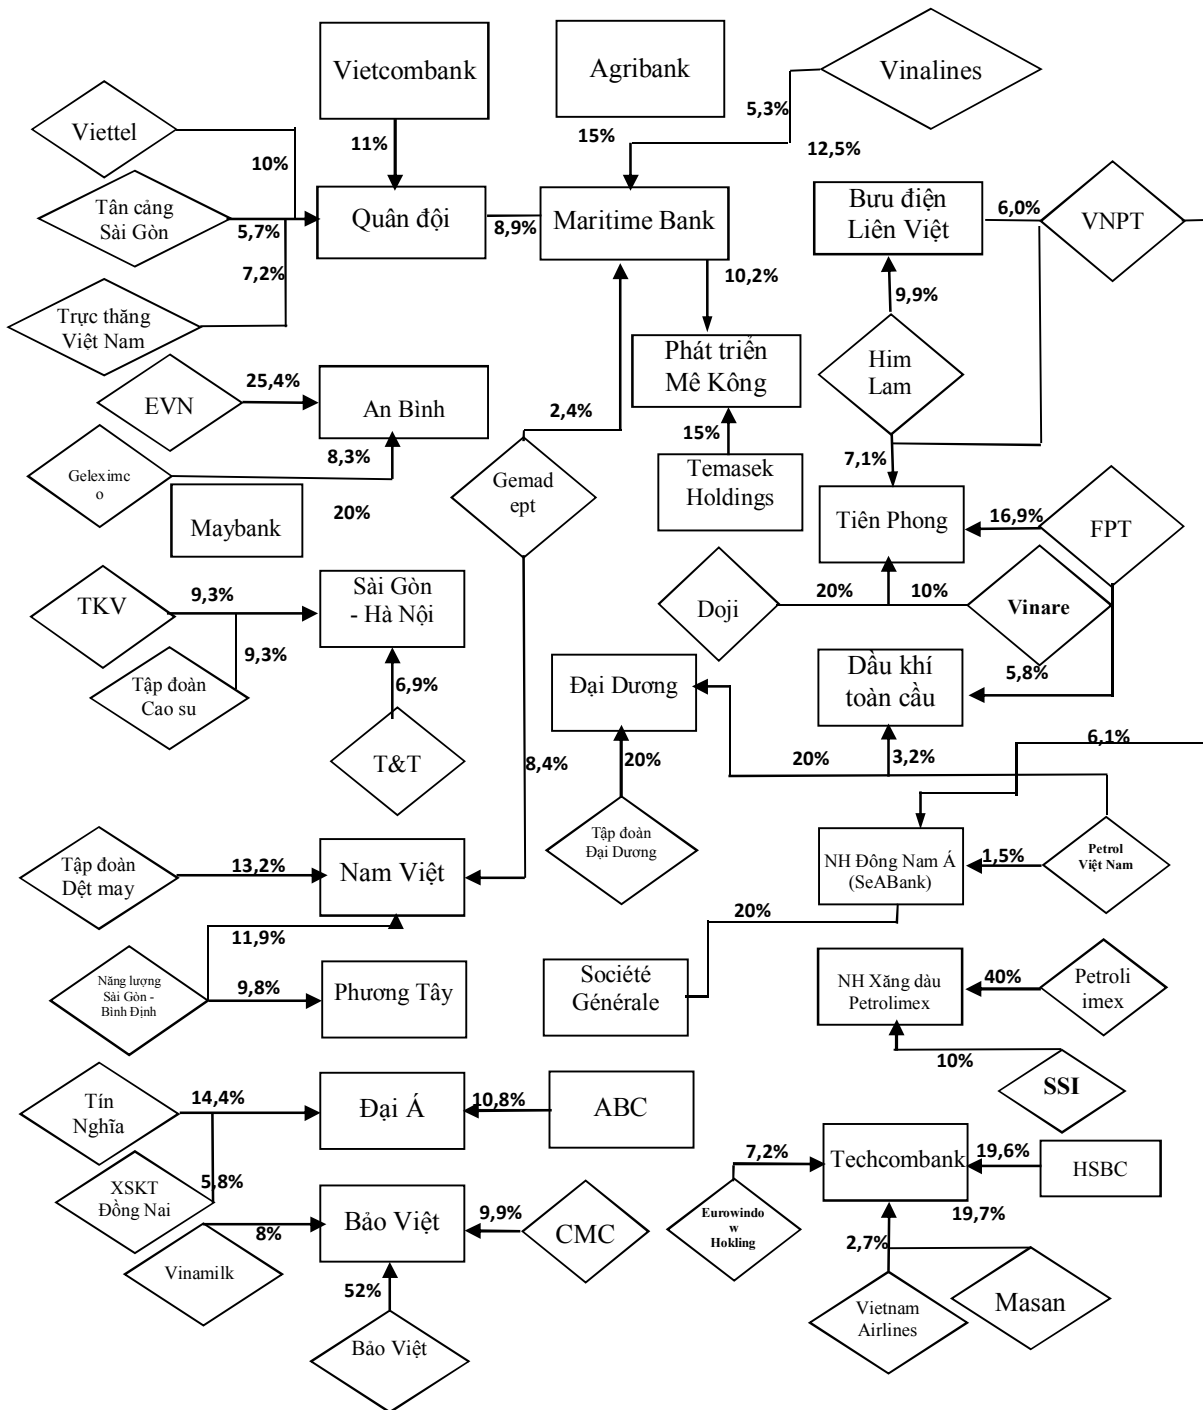 Vietcombank
Agribank
Vinalines
5,3%
Viettel
11%
15%
12,5%
10%
Tân cảng
Sài Gòn
5,7%
Quân đội
8,9%
Maritime Bank
Bưu điện
Liên Việt
6,0%
VNPT
7,2%
10,2%
9,9%
Trực thăng
Việt Nam
Phát triển
Mê Kông
Him
Lam
EVN
25,4%
An Bình
2,4%
15%
8,3%
7,1%
Geleximc
o
Gemad
ept
Temasek
Holdings
Maybank
20%
Tiên Phong
16,9%
FPT
TKV
9,3%
Sài Gòn
- Hà Nội
Doji
20%
10%
Vinare
9,3%
Tập đoàn
Cao su
6,9%
Đại Dương
Dầu khí
toàn cầu
5,8%
T&T
8,4%
20%
20%
3,2%
6,1%
Tập đoàn
Đại Dương
Tập đoàn
Dệt may
13,2%
Nam Việt
NH Đông Nam Á
(SeABank)
1,5%
Petrol
Việt Nam
11,9%
20%
Năng lượng
Sài Gòn -
Bình Định
9,8%
Phương Tây
Société
Générale
NH Xăng dàu
Petrolimex
40%
Petroli
imex
10%
SSI
Tín
Nghĩa
14,4%
Đại Á
10,8%
ABC
5,8%
XSKT
Đồng Nai
7,2%
Techcombank
19,6%
HSBC
8%
Bảo Việt
9,9%
CMC
Eurowindo
w
Hokling
19,7%
2,7%
Vinamilk
52%
Vietnam
Airlines
Masan
Bảo Việt